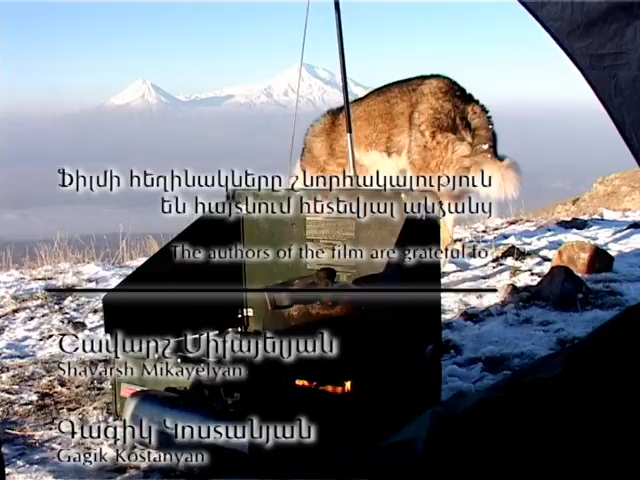 Ֆիլմի հեղինակները շնորհակալություն
են հայտնում հետեվյալ անձանց
The authors of the film are grateful to
Շավարշ Միքայելյան
Shavarsh Mikayelyan
Գագիկ Կոստանյան
Gagik Kostanyan